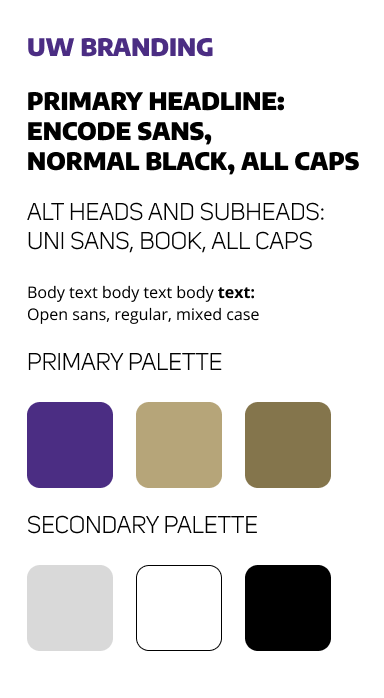 UW BRANDING
PRIMARY HEADLINE:
ENCODE SANS,
NORMAL BLACK, ALL CAPS
ALT HEADS AND SUBHEADS:
UNI SANS, BOOK, ALL CAPS
Body text body text body text:
Open sans, regular, mixed case
PRIMARY PALETTE
SECONDARY PALETTE